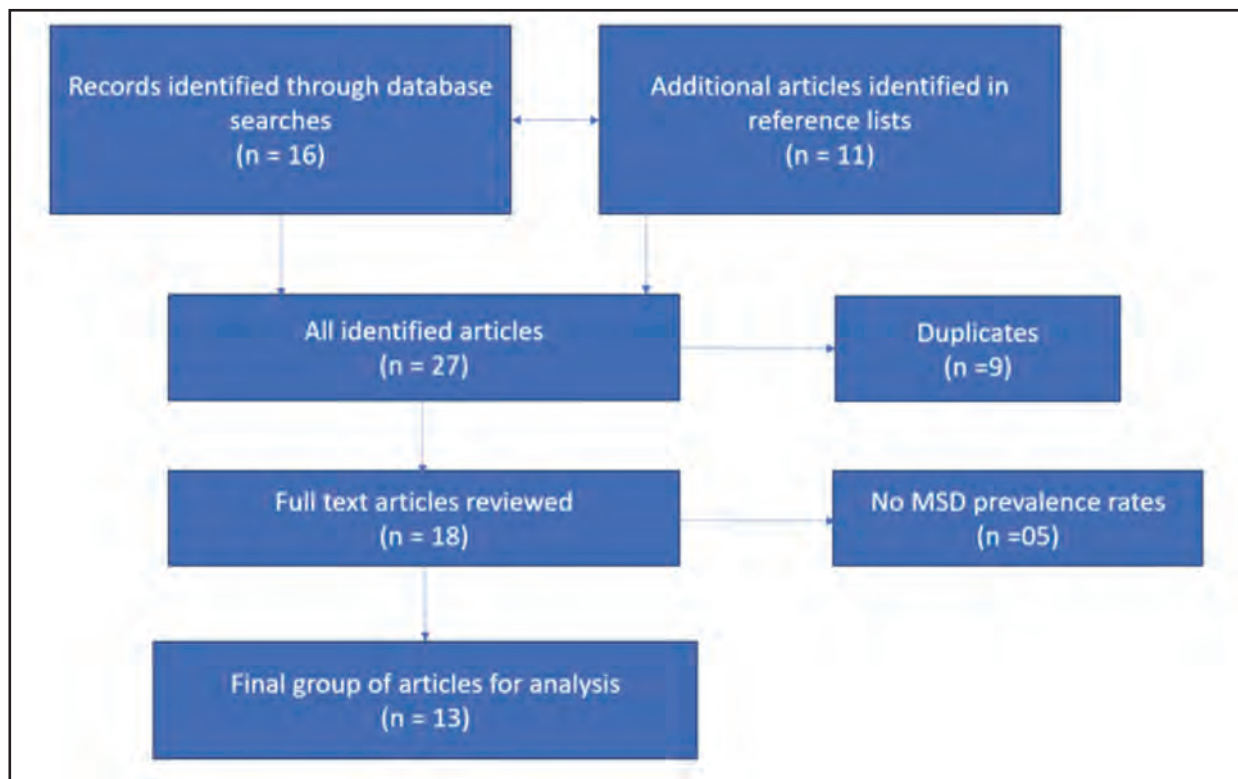 Records identified through database
searches
(n = 16)
Additional articles identified in
reference lists
(n = 11)
All identified articles
(n = 27)
Duplicates
(n =9)
Full text articles reviewed
(n = 18)
No MSD prevalence rates
(n =05)
Final group of articles for analysis
(n = 13)